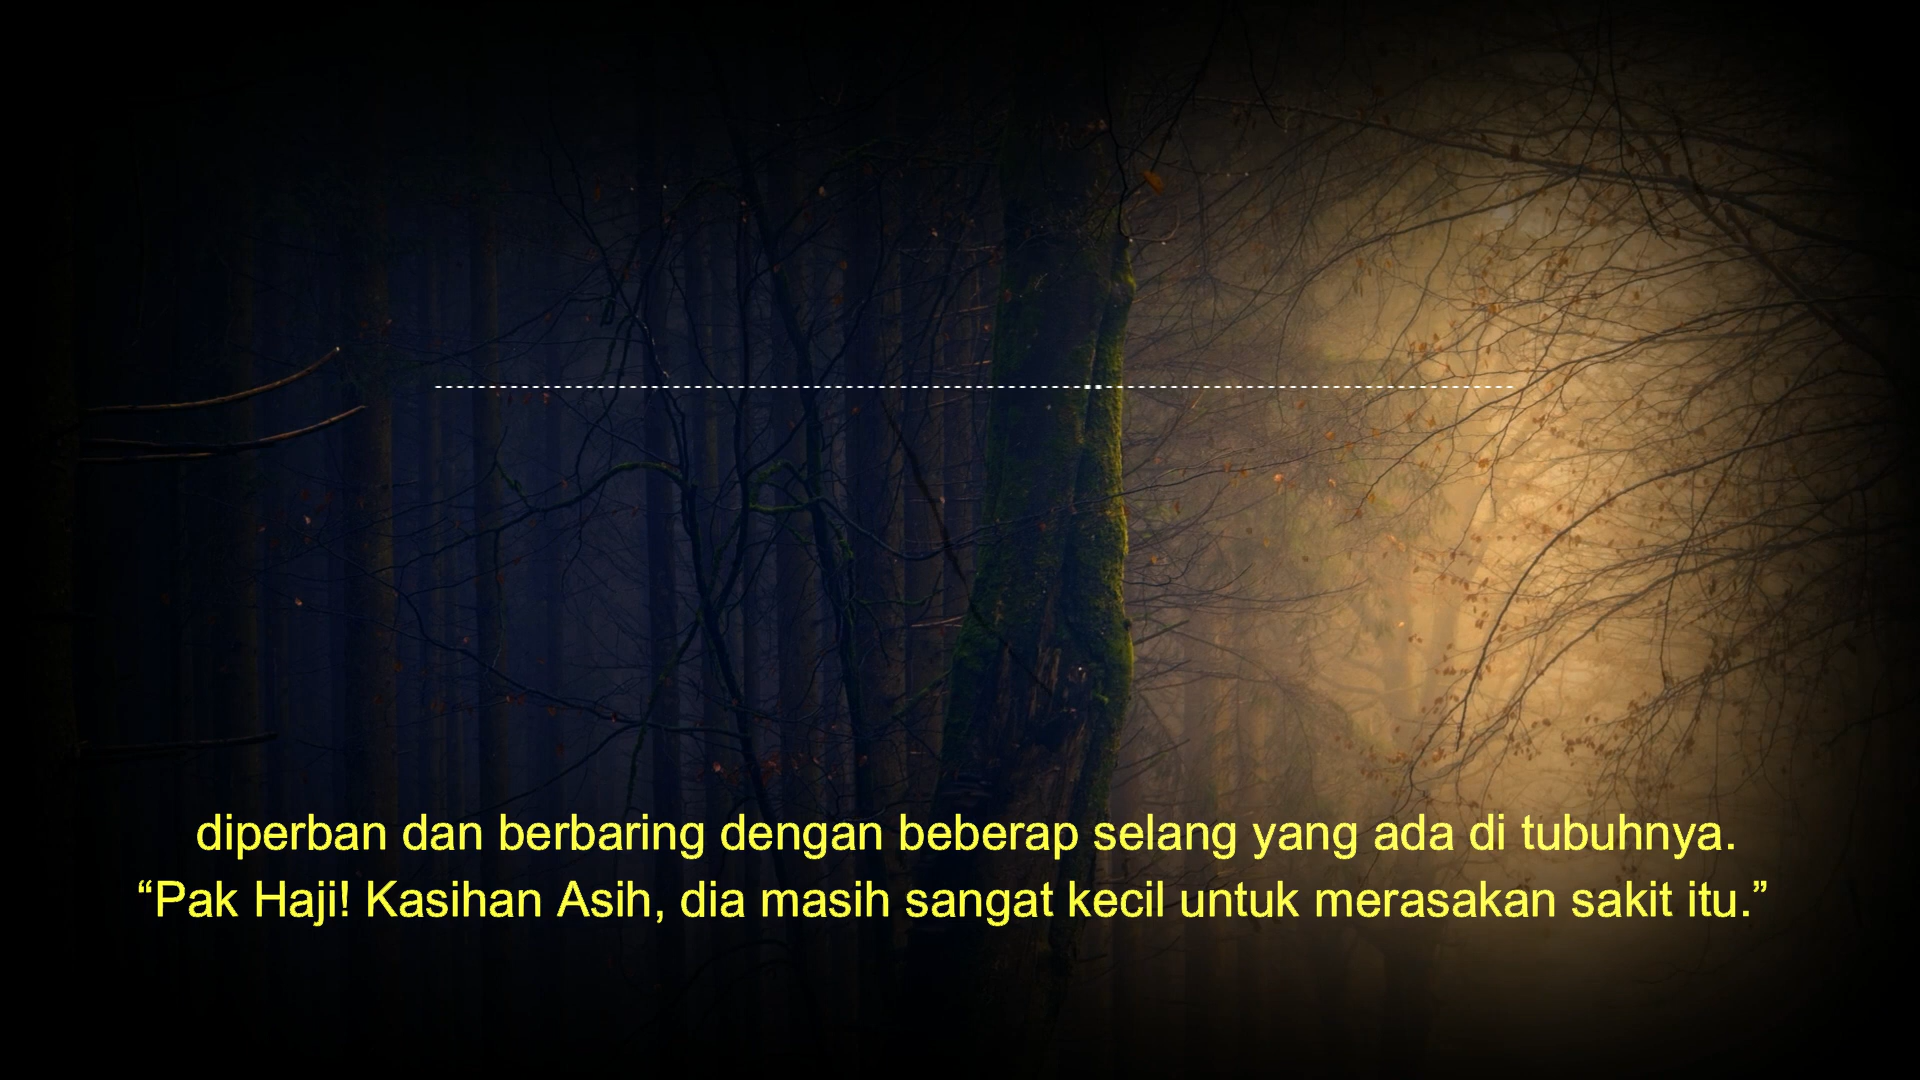 diperban dan berbaring dengan beberap selang yang ada di tubuhnya.
“Pak Haji! Kasihan Asih, dia masih sangat kecil untuk merasakan sakit itu.”